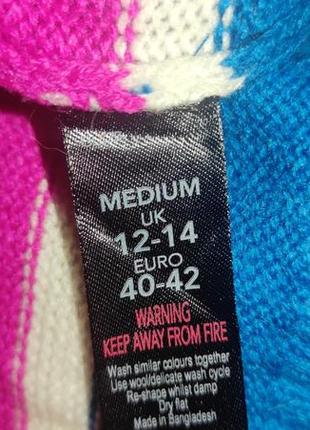 MEDIUM
UK
12-14
EURO
40-42
WARNING
KEEP AWAY FROM FIRE
Wash similar colours together
Use wool/delicate wash cycle
Re-shape whilst damp
Dry flat
Made in Bangladesh